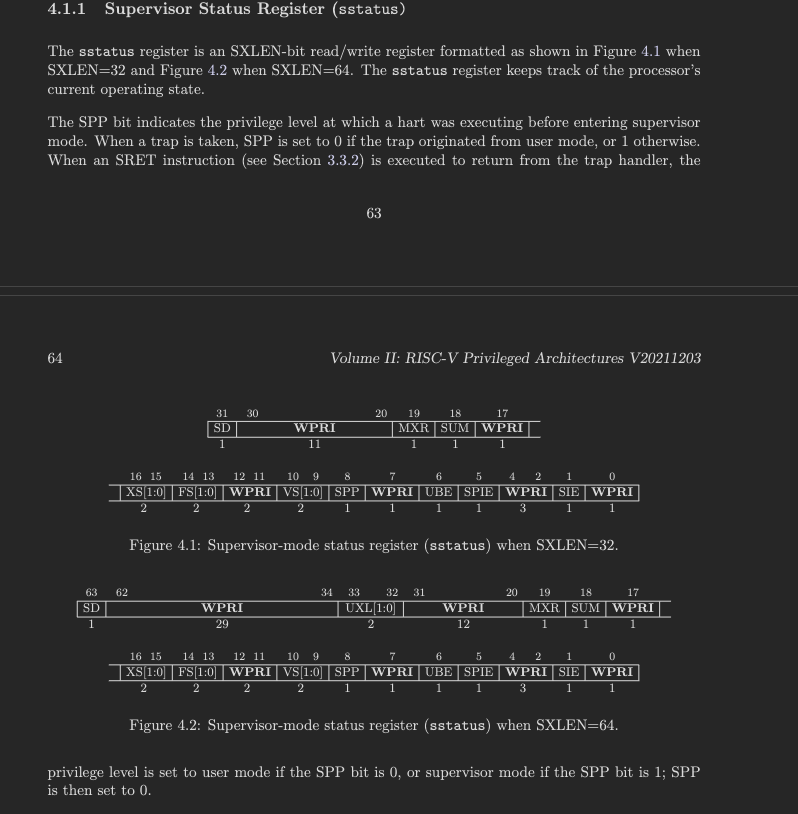 4.1.1 Supervisor Status Register (sstatus)
The sstatus register is an SXLEN-bit read/write register formatted as shown in Figure 4.1 when
SXLEN=32 and Figure 4.2 when SXLEN=64. The sstatus register keeps track of the processor's
current operating state.
The SPP bit indicates the privilege level at which a hart was executing before entering supervisor
mode. When a trap is taken, SPP is set to 0 if the trap originated from user mode, or 1 otherwise.
When an SRET instruction (see Section 3.3.2) is executed to return from the trap handler, the
63
64 Volume II: RISC-V Privileged Architectures V20211203
31 30 20 19 18 17
SD WPRI MXR SUM WPRI
1 11 1 1 1
16 15 14 13 12 11 10 9 8 7 6 5 4 2 1 0
XS[1:0] FS[1:0] WPRI VS[1:0] SPP WPRI UBE SPIE WPRI SIE WPRI
2 2 2 2 1 1 1 1 3 1 1
Figure 4.1: Supervisor-mode status register (sstatus) when SXLEN=32.
63 62 34 33 32 31 20 19 18 17
SD WPRI UXL[1:0] WPRI MXR SUM WPRI
1 29 2 12 1 1 1
16 15 14 13 12 11 10 9 8 7 6 5 4 2 1 0
XS[1:0] FS[1:0] WPRI VS[1:0] SPP WPRI UBE SPIE WPRI SIE WPRI
2 2 2 2 1 1 1 1 3 1 1
Figure 4.2: Supervisor-mode status register (sstatus) when SXLEN=64.
privilege level is set to user mode if the SPP bit is 0, or supervisor mode if the SPP bit is 1; SPP
is then set to 0.